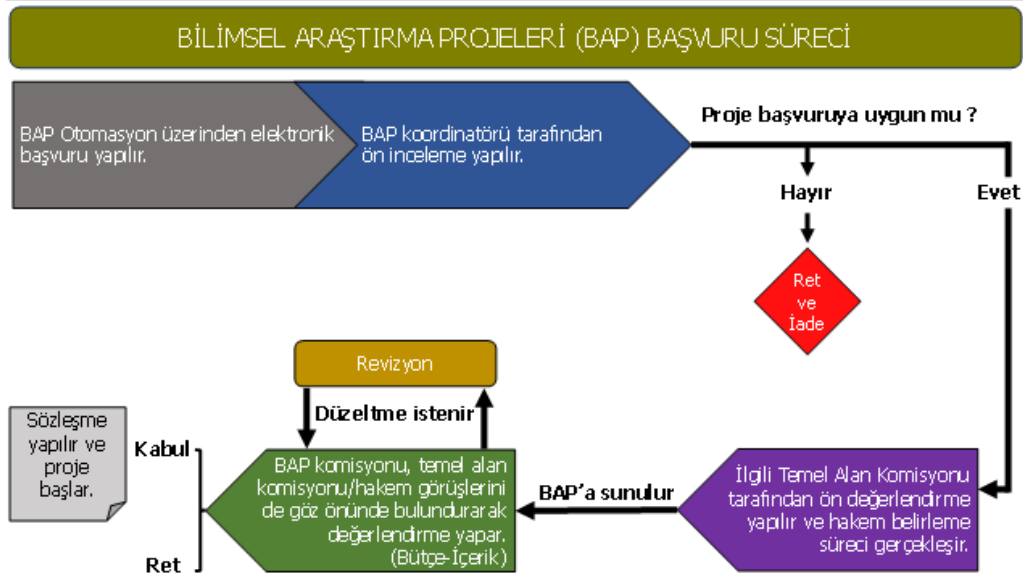 BİLİMSEL ARAŞTIRMA PROJELERİ (BAP) BAŞVURU SÜRECİ
BAP Otomasyon üzerinden elektronik
başvuru yapılır.
BAP koordinatörü tarafından
ön inceleme yapılır.
Proje başvuruya uygun mu ?
Hayır
Evet
Ret
ve
İade
Revizyon
Düzeltme istenir
Sözleşme
yapılır ve
proje
başlar.
Kabul
Ret
BAP komisyonu, temel alan
komisyonu/hakem görüşlerini
de göz önünde bulundurarak
değerlendirme yapar.
(Bütçe-İçerik)
BAP'a sunulur
İlgili Temel Alan Komisyonu
tarafından ön değerlendirme
yapılır ve hakem belirleme
süreci gerçekleşir.